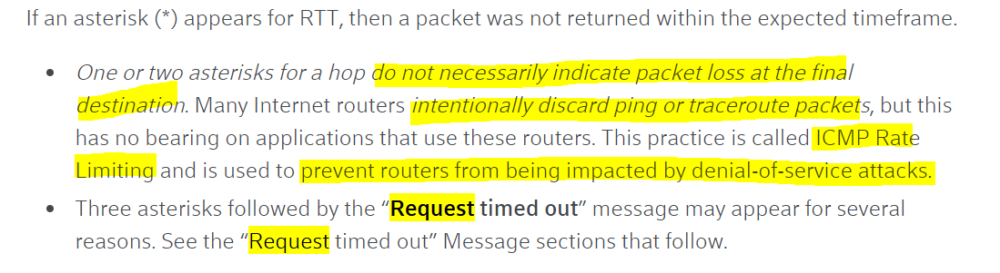 If an asterisk (*) appears for RTT, then a packet was not returned within the expected timeframe.
• One or two asterisks for a hop do not necessarily indicate packet loss at the final
destination. Many Internet routers intentionally discard ping or traceroute packets, but this
has no bearing on applications that use these routers. This practice is called ICMP Rate
Limiting and is used to prevent routers from being impacted by denial-of-service attacks.
• Three asterisks followed by the “Request timed out” message may appear for several
reasons. See the “Request timed out” Message sections that follow.